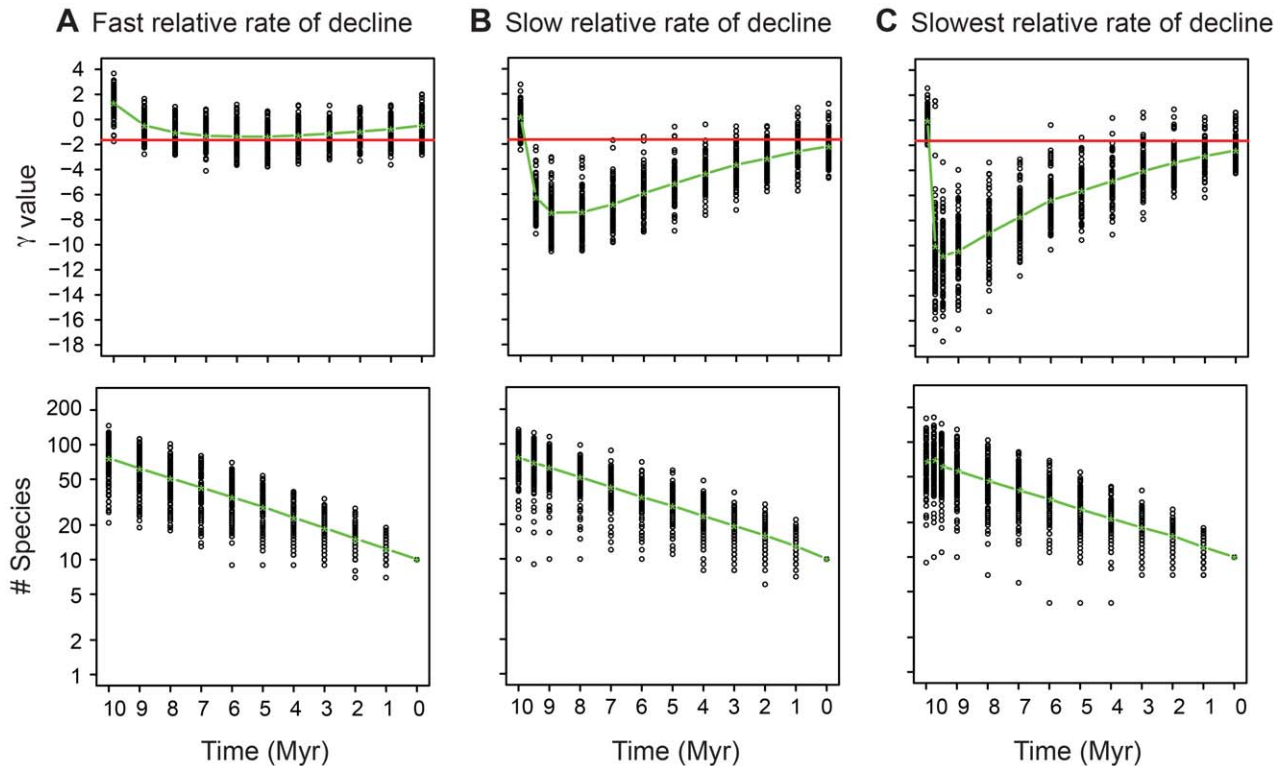 A Fast relative rate of decline
B Slow relative rate of decline
C Slowest relative rate of decline
γ value
4
2
0
−2
−4
−6
−8
−10
−12
−14
−16
−18
# Species
200
100
50
20
10
5
2
1
10 9 8 7 6 5 4 3 2 1 0
10 9 8 7 6 5 4 3 2 1 0
10 9 8 7 6 5 4 3 2 1 0
Time (Myr)
Time (Myr)
Time (Myr)